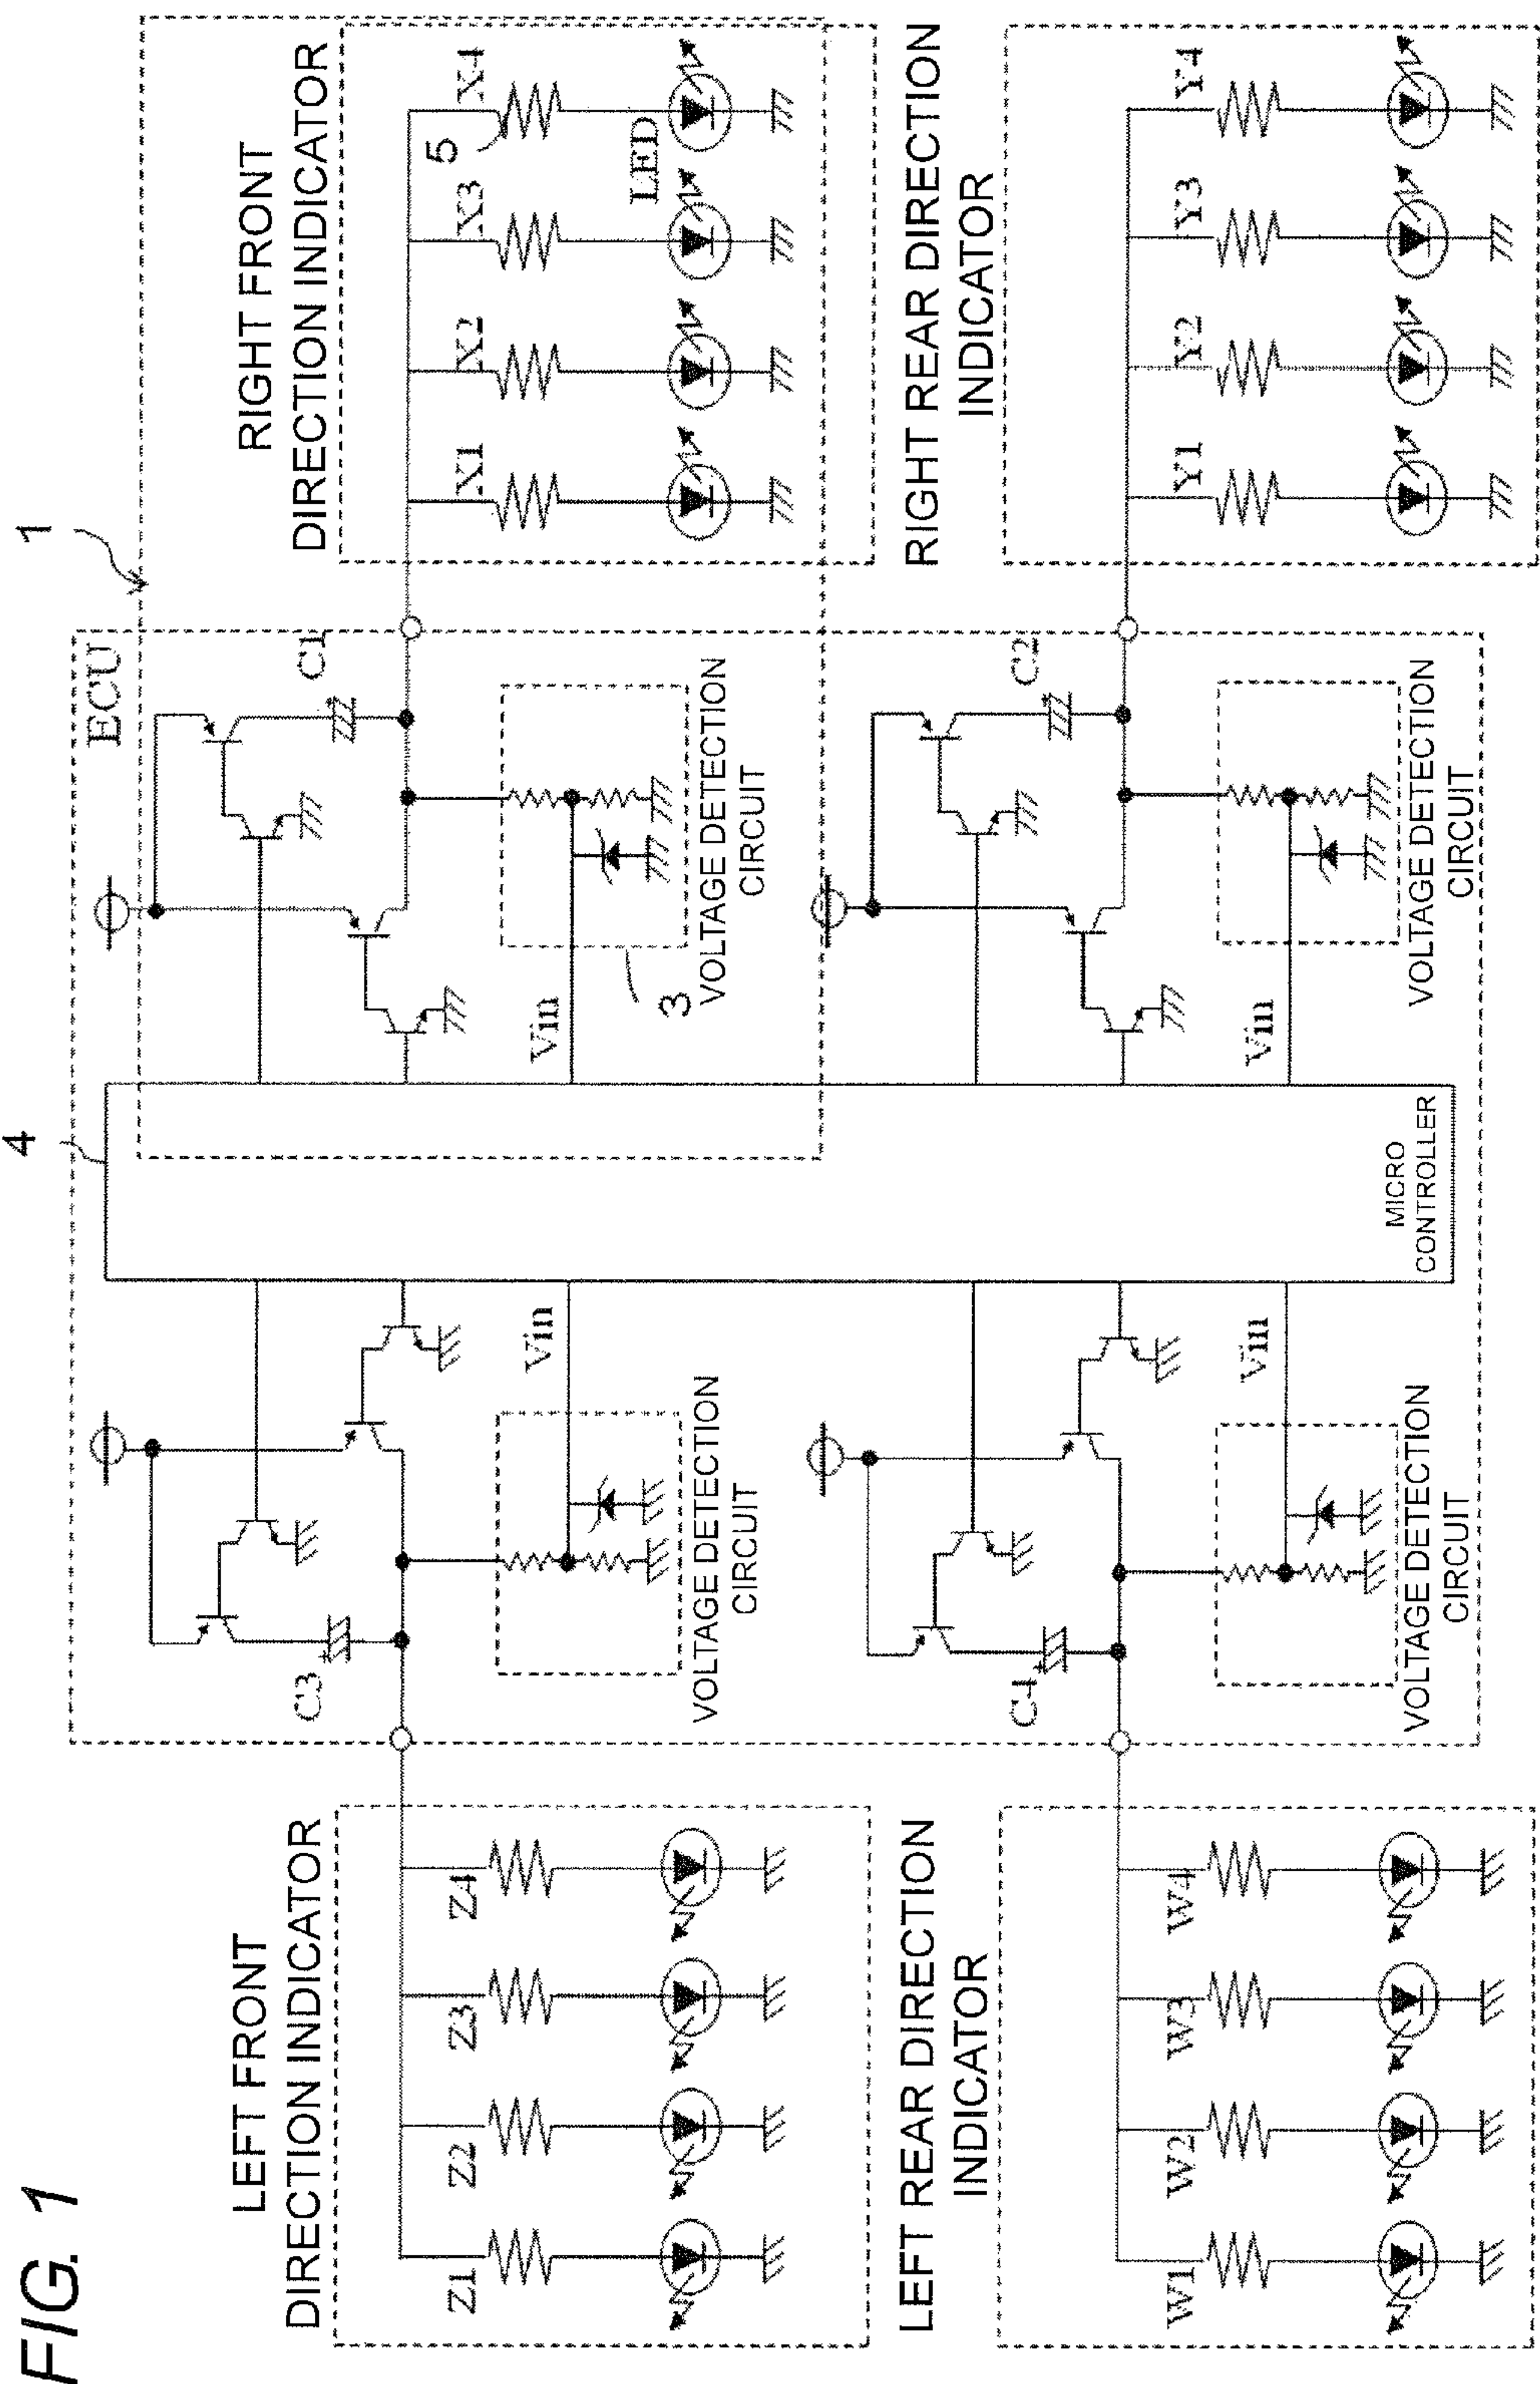 FIG. 1
1
4
ECU
LEFT FRONT
DIRECTION INDICATOR
Z1
Z2
Z3
Z4
C3
Vin
VOLTAGE DETECTION
CIRCUIT
C1
Vin
3
VOLTAGE DETECTION
CIRCUIT
RIGHT FRONT
DIRECTION INDICATOR
X1
X2
X3
X4
5
LED
LEFT REAR DIRECTION
INDICATOR
W1
W2
W3
W4
C4
Vin
VOLTAGE DETECTION
CIRCUIT
MICRO
CONTROLLER
C2
Vin
VOLTAGE DETECTION
CIRCUIT
RIGHT REAR DIRECTION
INDICATOR
Y1
Y2
Y3
Y4